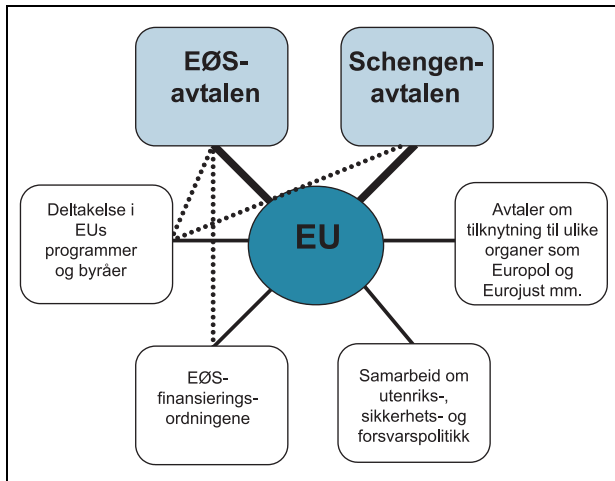 EØS-
avtalen
Schengen-
avtalen
Deltakelse i
EUs
programmer
og byråer
EU
Avtaler om
tilknytning til ulike
organer som
Europol og
Eurojust mm.
EØS-
finansierings-
ordningene
Samarbeid om
utenriks-,
sikkerhets- og
forsvarspolitikk